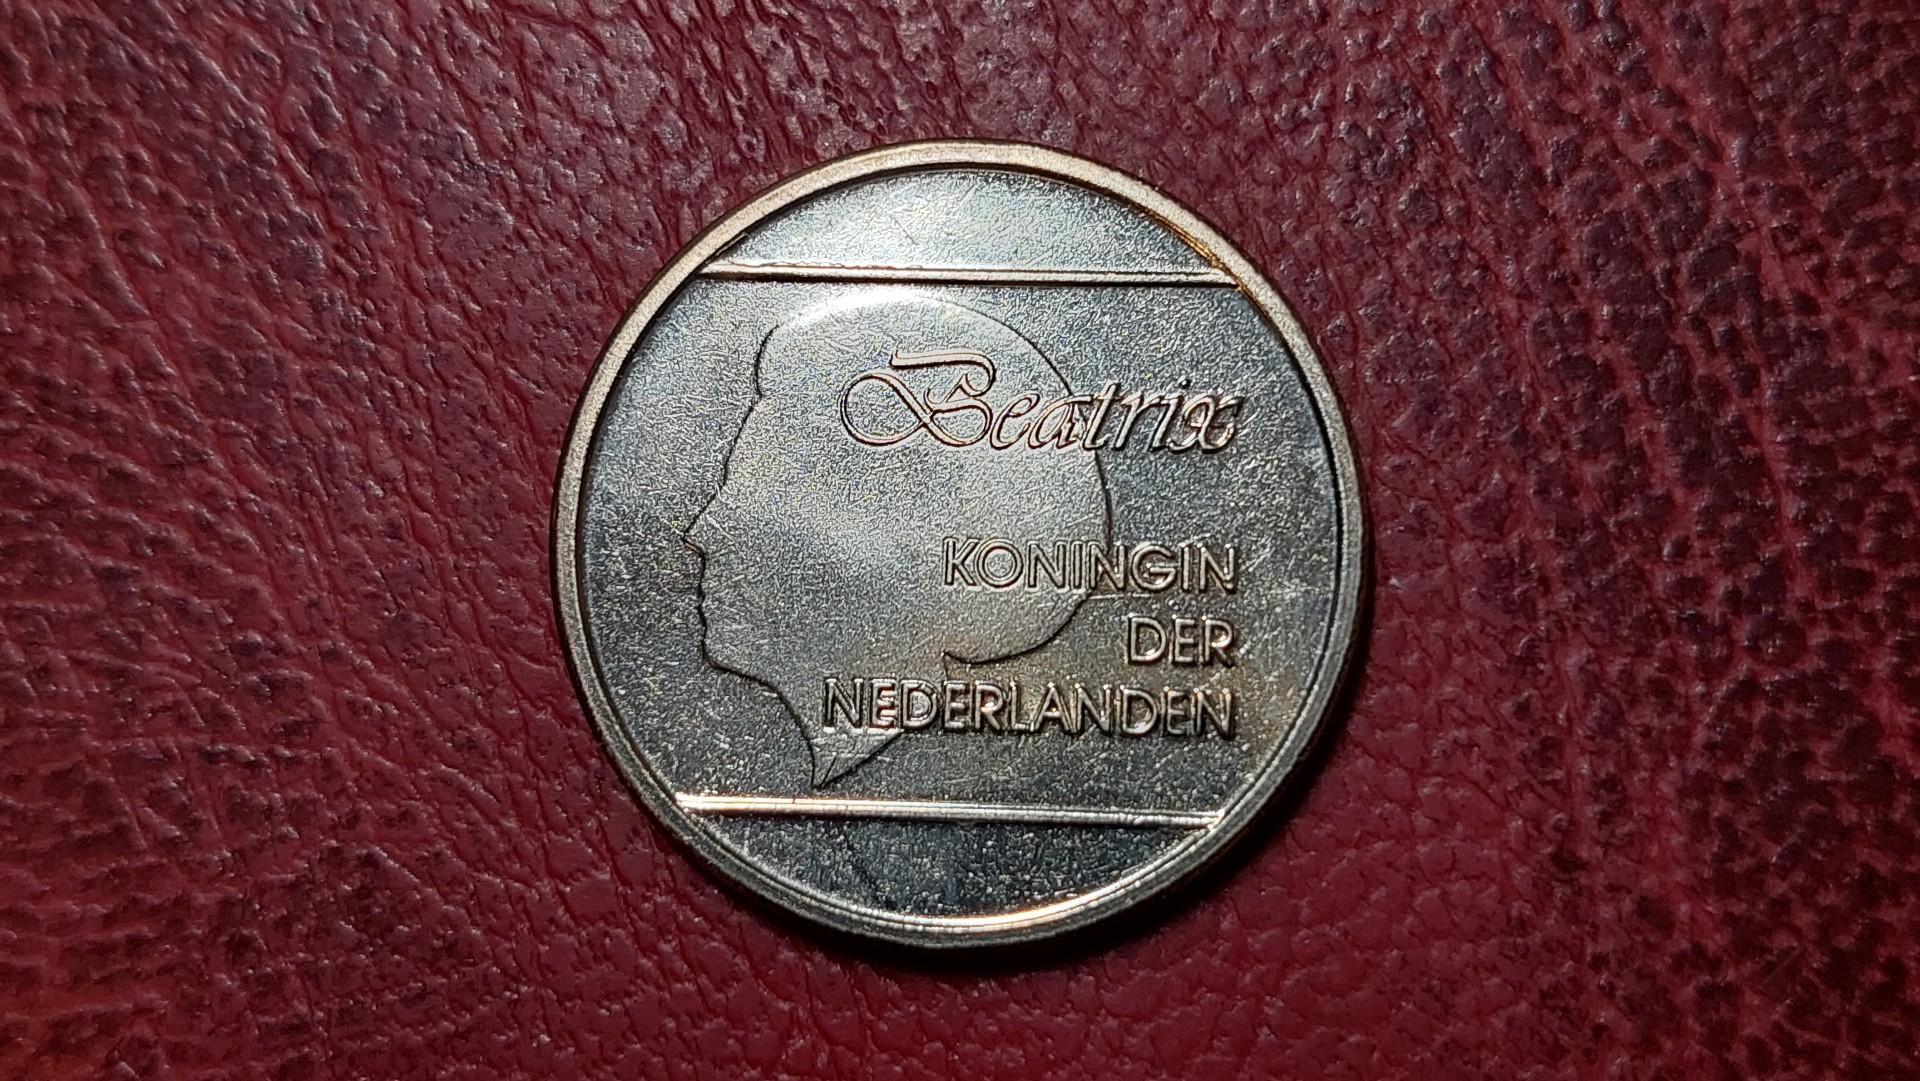 Beatrix
KONINGIN
DER
NEDERLANDEN